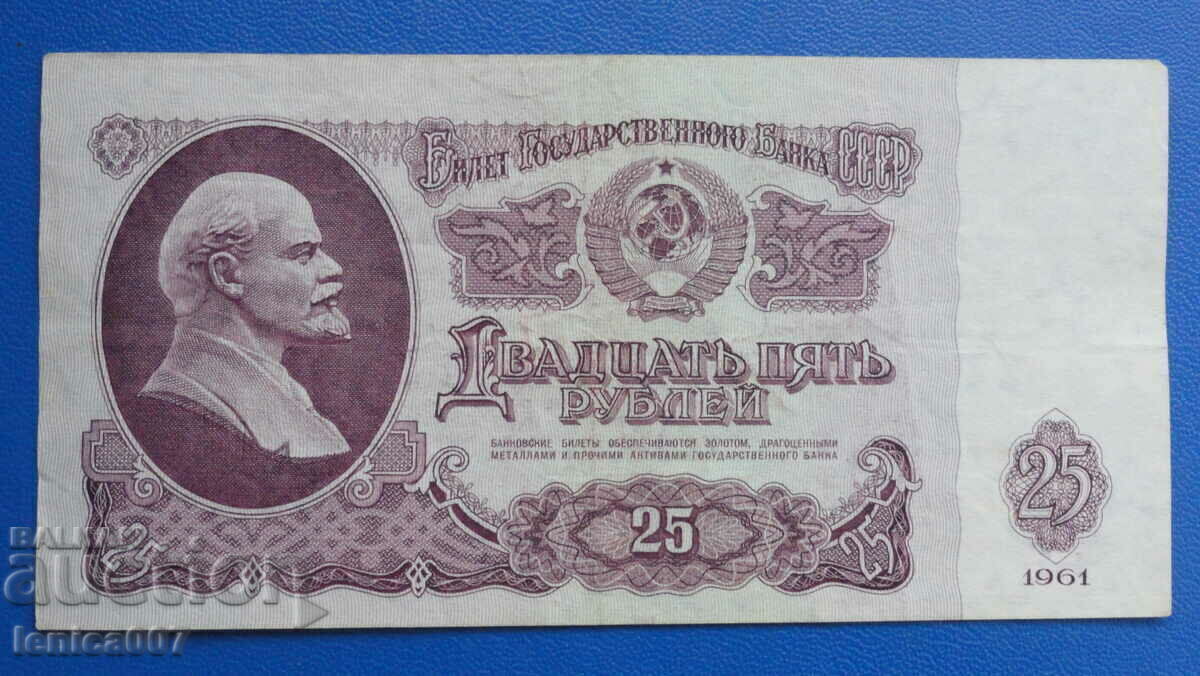 Билет Государственного Банка СССР
Двадцать пять
рублей
БАНКОВСКИЕ БИЛЕТЫ ОБЕСПЕЧИВАЮТСЯ ЗОЛОТОМ, ДРАГОЦЕННЫМИ
МЕТАЛЛАМИ И ПРОЧИМИ АКТИВАМИ ГОСУДАРСТВЕННОГО БАНКА
25
25
25
25
1961
BALKAN
auction
lenica007